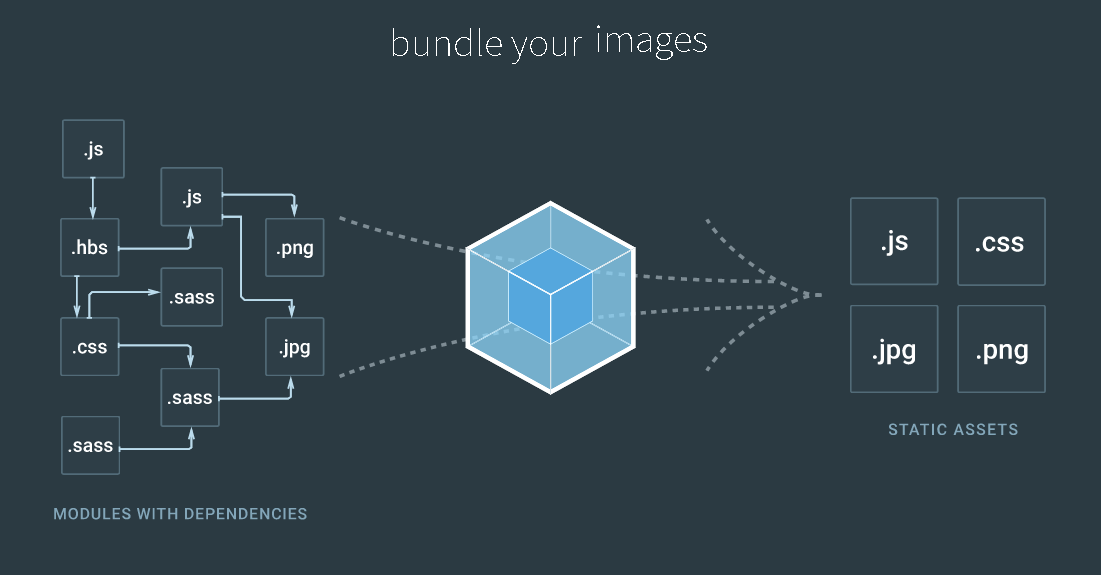 bundle your images
.js
.js
.hbs
.png
.sass
.css
.jpg
.sass
.sass
MODULES WITH DEPENDENCIES
.js
.css
.jpg
.png
STATIC ASSETS